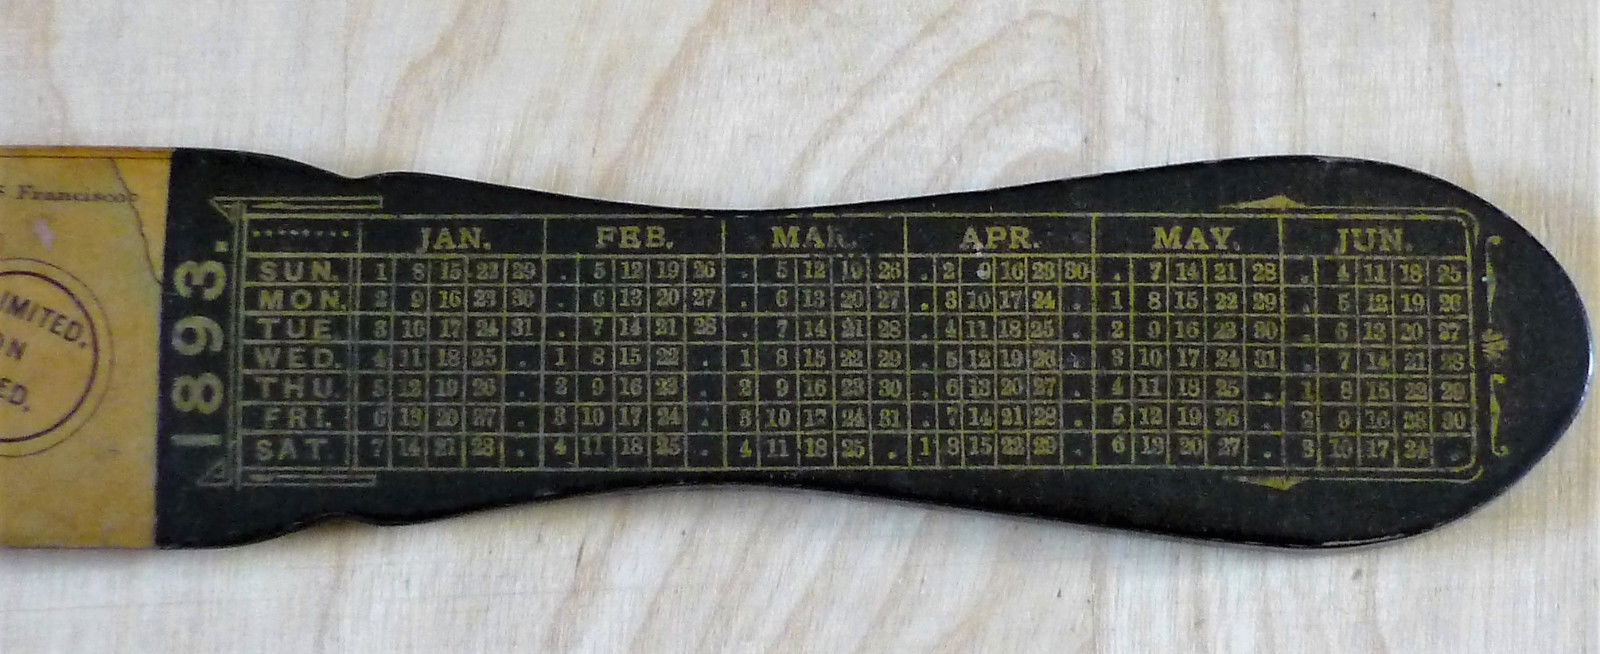 Francisco
IMITED.
ON
ED.
1893.
JAN. FEB. MAR. APR. MAY. JUN.
SUN. 1 8 15 22 29 . 5 12 19 26 . 5 12 19 26 . 2 9 16 23 30 . 7 14 21 28 . 4 11 18 25
MON. 2 9 16 23 30 . 6 13 20 27 . 6 13 20 27 . 3 10 17 24 . 1 8 15 22 29 . 5 12 19 26
TUE. 3 10 17 24 31 . 7 14 21 28 . 7 14 21 28 . 4 11 18 25 . 2 9 16 23 30 . 6 13 20 27
WED. 4 11 18 25 . 1 8 15 22 . 1 8 15 22 29 . 5 12 19 26 . 3 10 17 24 31 . 7 14 21 28
THU. 5 12 19 26 . 2 9 16 23 . 2 9 16 23 30 . 6 13 20 27 . 4 11 18 25 . 1 8 15 22 29
FRI. 6 13 20 27 . 3 10 17 24 . 3 10 17 24 31 . 7 14 21 28 . 5 12 19 26 . 2 9 16 23 30
SAT. 7 14 21 28 . 4 11 18 25 . 4 11 18 25 . 1 8 15 22 29 . 6 13 20 27 . 3 10 17 24 .